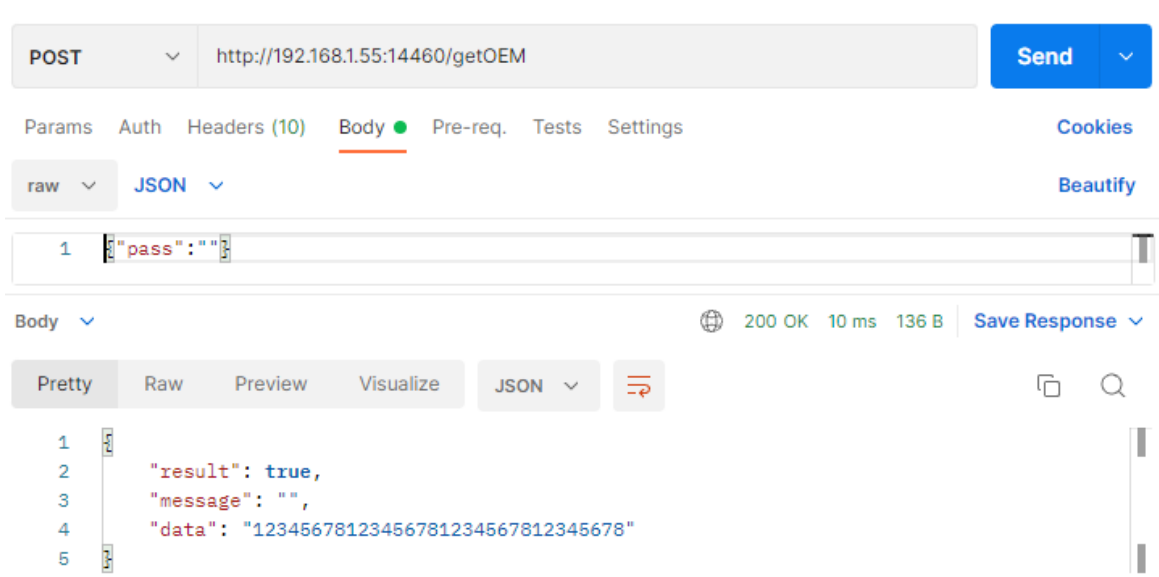 POST http://192.168.1.55:14460/getOEM Send
Params Auth Headers (10) Body Pre-req. Tests Settings Cookies
raw JSON Beautify
1 {"pass":""}
Body 200 OK 10 ms 136 B Save Response
Pretty Raw Preview Visualize JSON
1 {
2 "result": true,
3 "message": "",
4 "data": "12345678123456781234567812345678"
5 }